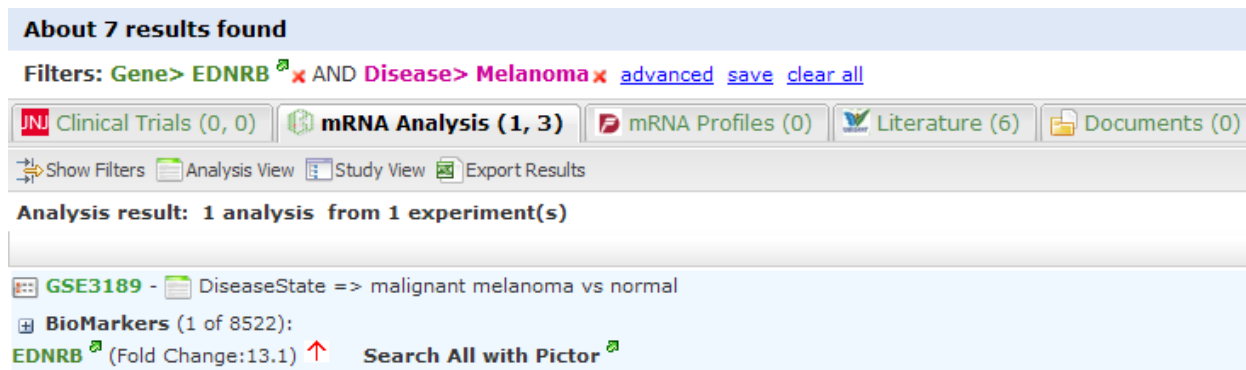 About 7 results found
Filters: Gene> EDNRB AND Disease> Melanoma advanced save clear all
JNJ Clinical Trials (0, 0) mRNA Analysis (1, 3) mRNA Profiles (0) Literature (6) Documents (0)
Show Filters Analysis View Study View Export Results
Analysis result: 1 analysis from 1 experiment(s)
GSE3189 - DiseaseState => malignant melanoma vs normal
BioMarkers (1 of 8522):
EDNRB (Fold Change:13.1) ↑ Search All with Pictor